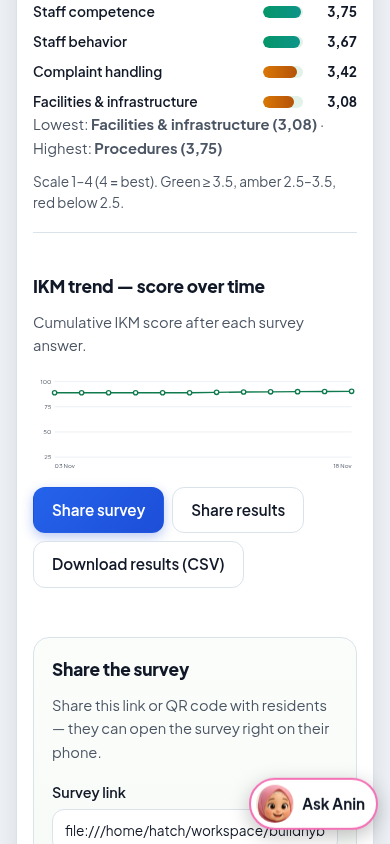 Staff competence 3,75
Staff behavior 3,67
Complaint handling 3,42
Facilities & infrastructure 3,08
Lowest: Facilities & infrastructure (3,08) ·
Highest: Procedures (3,75)
Scale 1–4 (4 = best). Green ≥ 3.5, amber 2.5–3.5,
red below 2.5.
IKM trend — score over time
Cumulative IKM score after each survey
answer.
100
75
50
25
03 Nov 18 Nov
Share survey Share results
Download results (CSV)
Share the survey
Share this link or QR code with residents
— they can open the survey right on their
phone.
Survey link
Ask Anin
file:///home/hatch/workspace/buildhyb